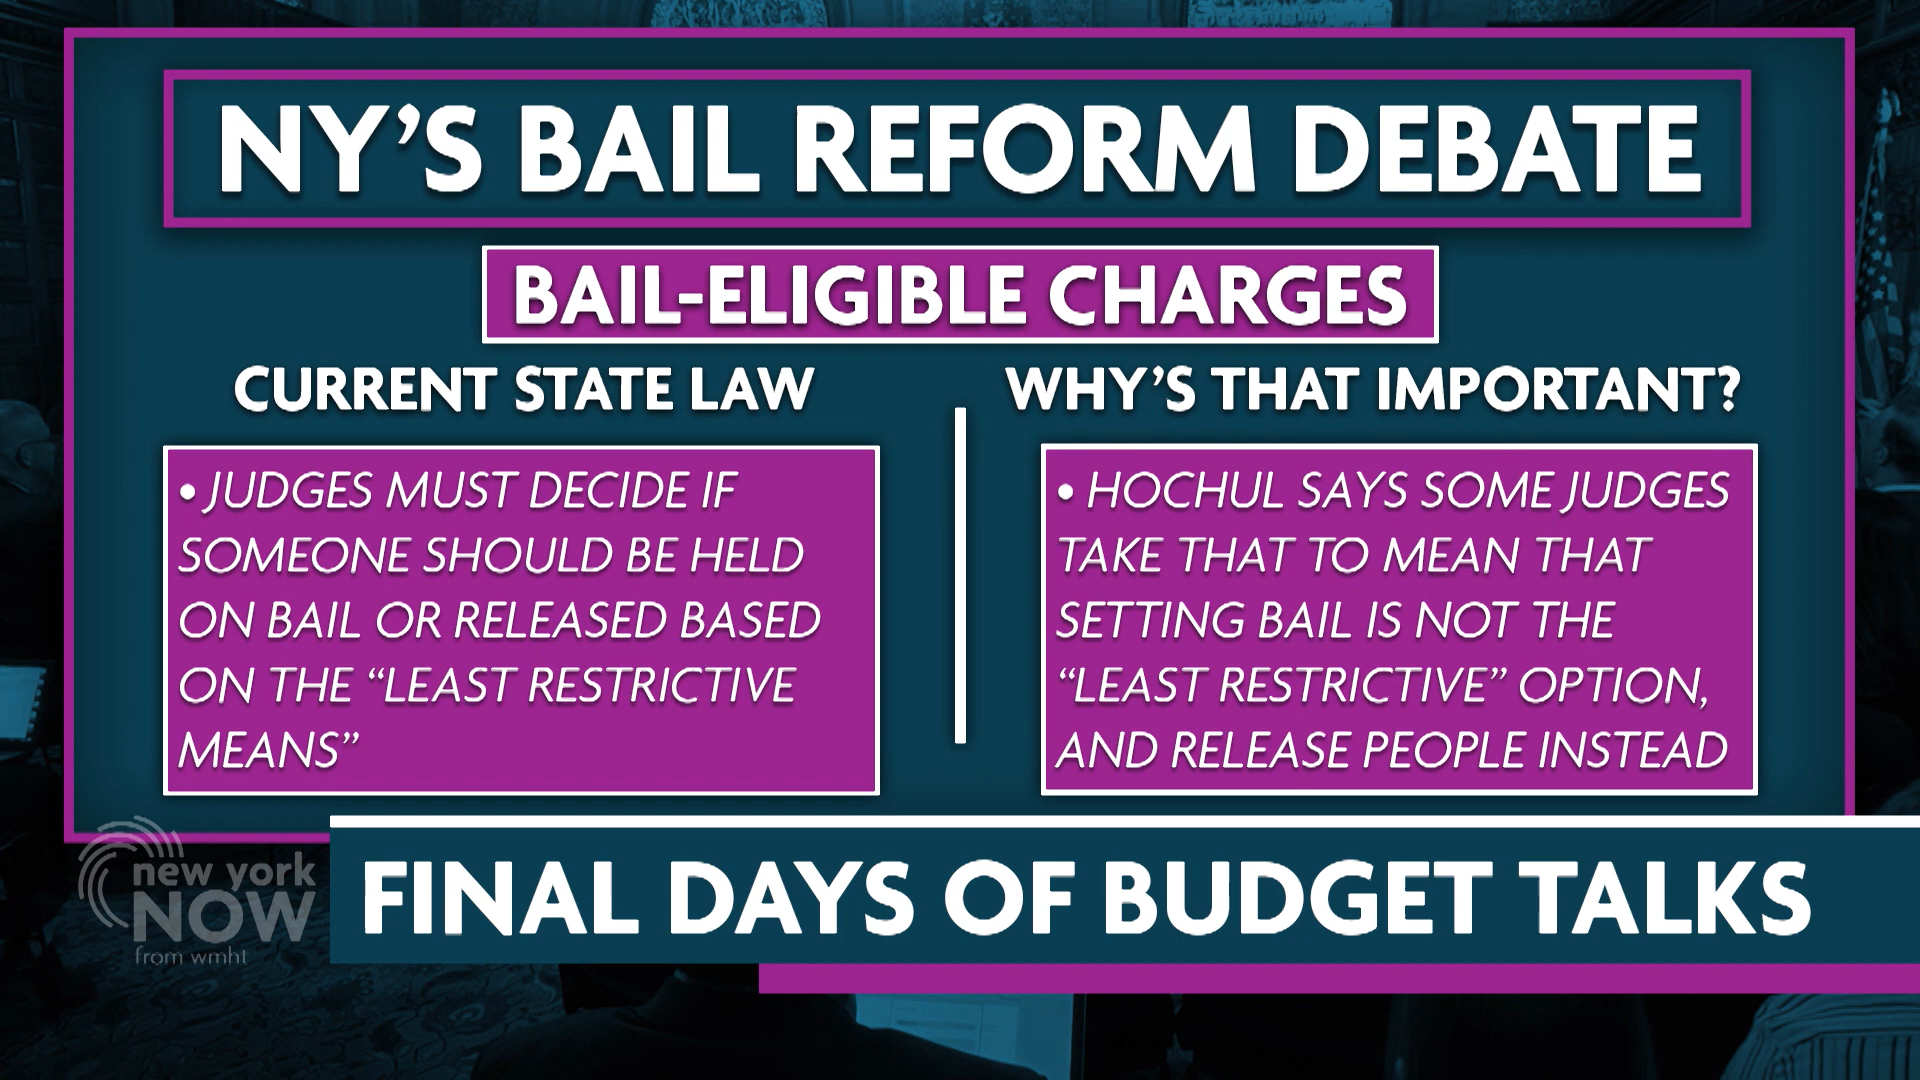 NY’S BAIL REFORM DEBATE
BAIL-ELIGIBLE CHARGES
CURRENT STATE LAW
• JUDGES MUST DECIDE IF
SOMEONE SHOULD BE HELD
ON BAIL OR RELEASED BASED
ON THE “LEAST RESTRICTIVE
MEANS”
WHY’S THAT IMPORTANT?
• HOCHUL SAYS SOME JUDGES
TAKE THAT TO MEAN THAT
SETTING BAIL IS NOT THE
“LEAST RESTRICTIVE” OPTION,
AND RELEASE PEOPLE INSTEAD
new york
NOW
from wmht
FINAL DAYS OF BUDGET TALKS